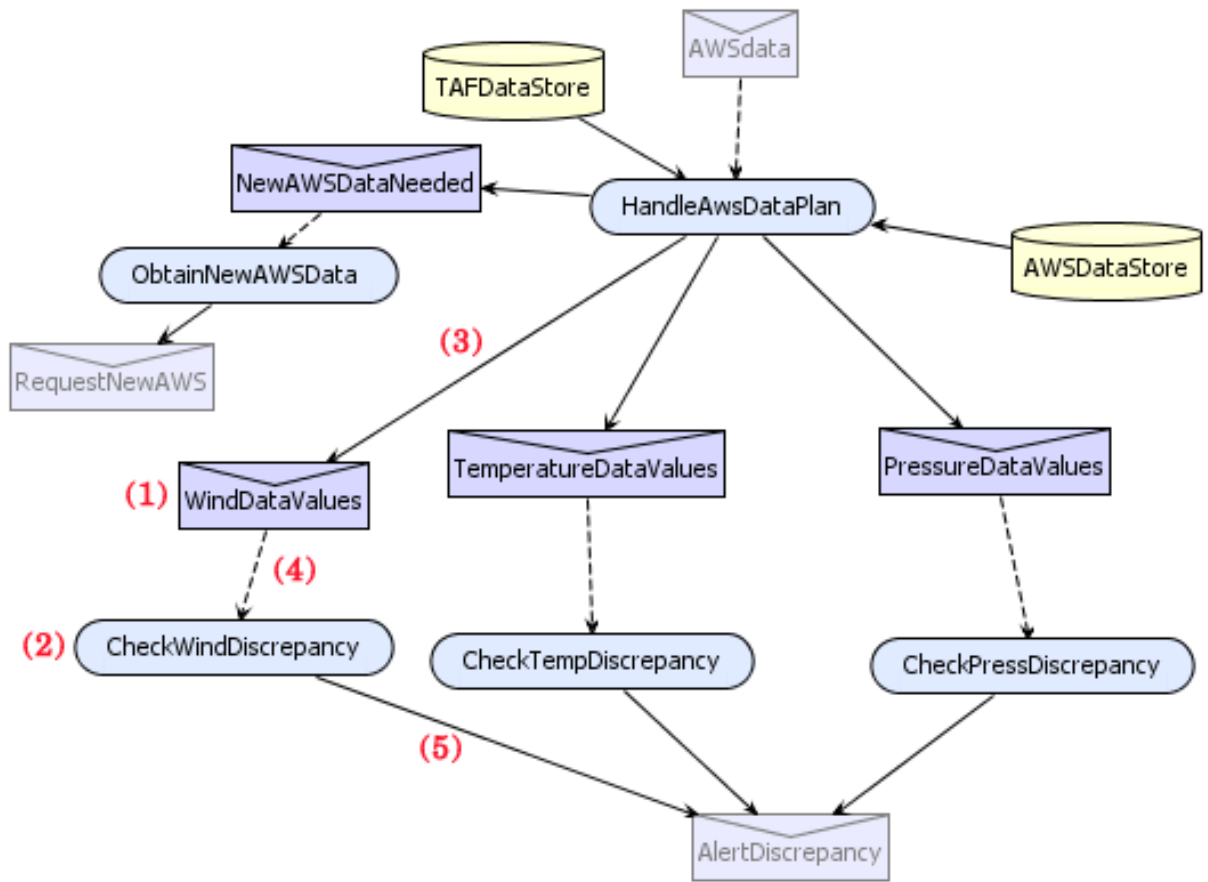 AWSdata
TAFDataStore
NewAWSDataNeeded
HandleAwsDataPlan
ObtainNewAWSData
AWSDataStore
(3)
RequestNewAWS
TemperatureDataValues
PressureDataValues
(1)
WindDataValues
(4)
(2)
CheckWindDiscrepancy
CheckTempDiscrepancy
CheckPressDiscrepancy
(5)
AlertDiscrepancy